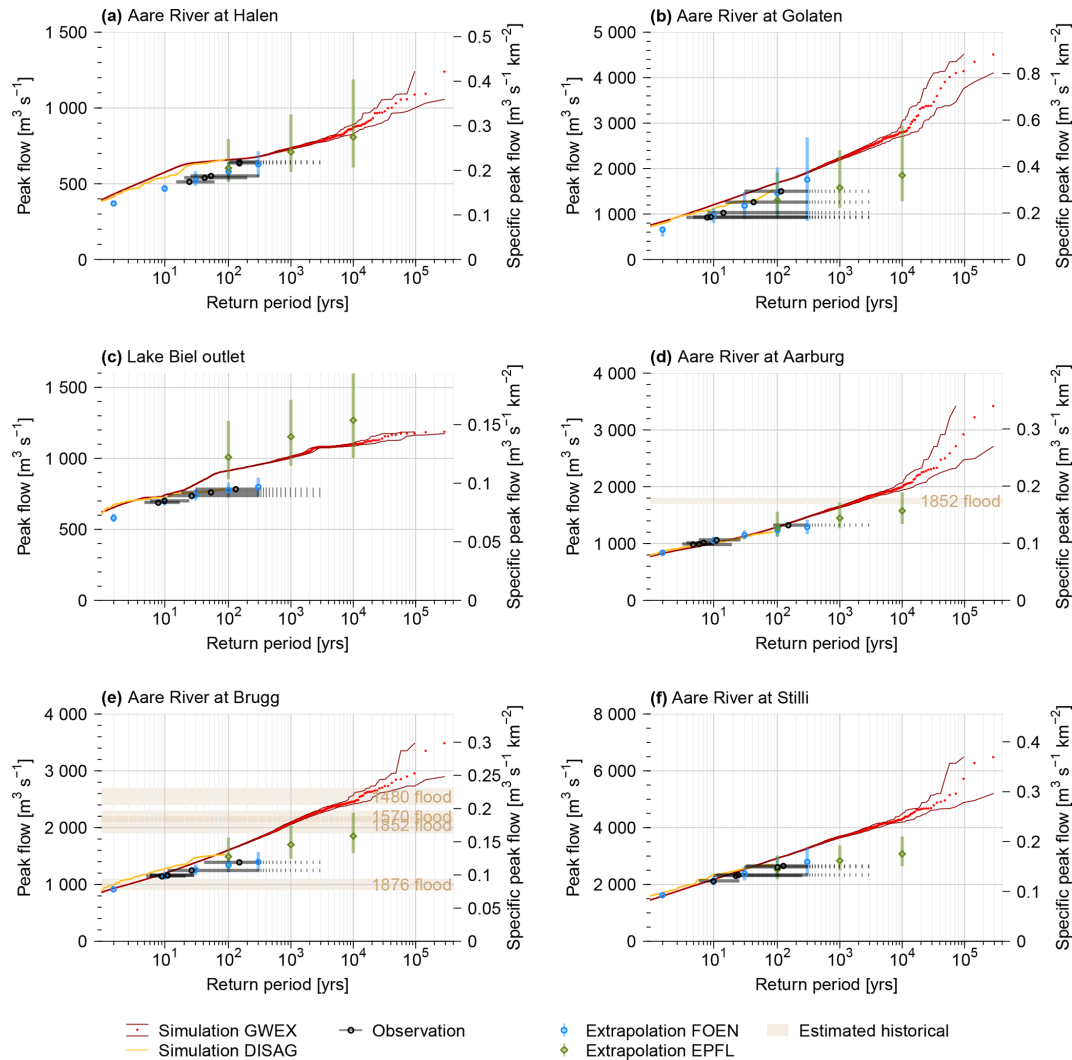 (a) Aare River at Halen
1 500
1 000
500
0
Peak flow [m³ s⁻¹]
0.5
0.4
0.3
0.2
0.1
0
Specific peak flow [m³ s⁻¹ km⁻²]
10¹
10²
10³
10⁴
10⁵
Return period [yrs]
(b) Aare River at Golaten
5 000
4 000
3 000
2 000
1 000
0
Peak flow [m³ s⁻¹]
0.8
0.6
0.4
0.2
0
Specific peak flow [m³ s⁻¹ km⁻²]
10¹
10²
10³
10⁴
10⁵
Return period [yrs]
(c) Lake Biel outlet
1 500
1 000
500
0
Peak flow [m³ s⁻¹]
0.15
0.1
0.05
0
Specific peak flow [m³ s⁻¹ km⁻²]
10¹
10²
10³
10⁴
10⁵
Return period [yrs]
(d) Aare River at Aarburg
4 000
3 000
2 000
1 000
0
Peak flow [m³ s⁻¹]
1852 flood
0.3
0.2
0.1
0
Specific peak flow [m³ s⁻¹ km⁻²]
10¹
10²
10³
10⁴
10⁵
Return period [yrs]
(e) Aare River at Brugg
4 000
3 000
2 000
1 000
0
Peak flow [m³ s⁻¹]
1480 flood
1570 flood
1852 flood
1876 flood
0.3
0.25
0.2
0.15
0.1
0.05
0
Specific peak flow [m³ s⁻¹ km⁻²]
10¹
10²
10³
10⁴
10⁵
Return period [yrs]
(f) Aare River at Stilli
8 000
6 000
4 000
2 000
0
Peak flow [m³ s⁻¹]
0.4
0.3
0.2
0.1
0
Specific peak flow [m³ s⁻¹ km⁻²]
10¹
10²
10³
10⁴
10⁵
Return period [yrs]
Simulation GWEX
Simulation DISAG
Observation
Extrapolation FOEN
Extrapolation EPFL
Estimated historical